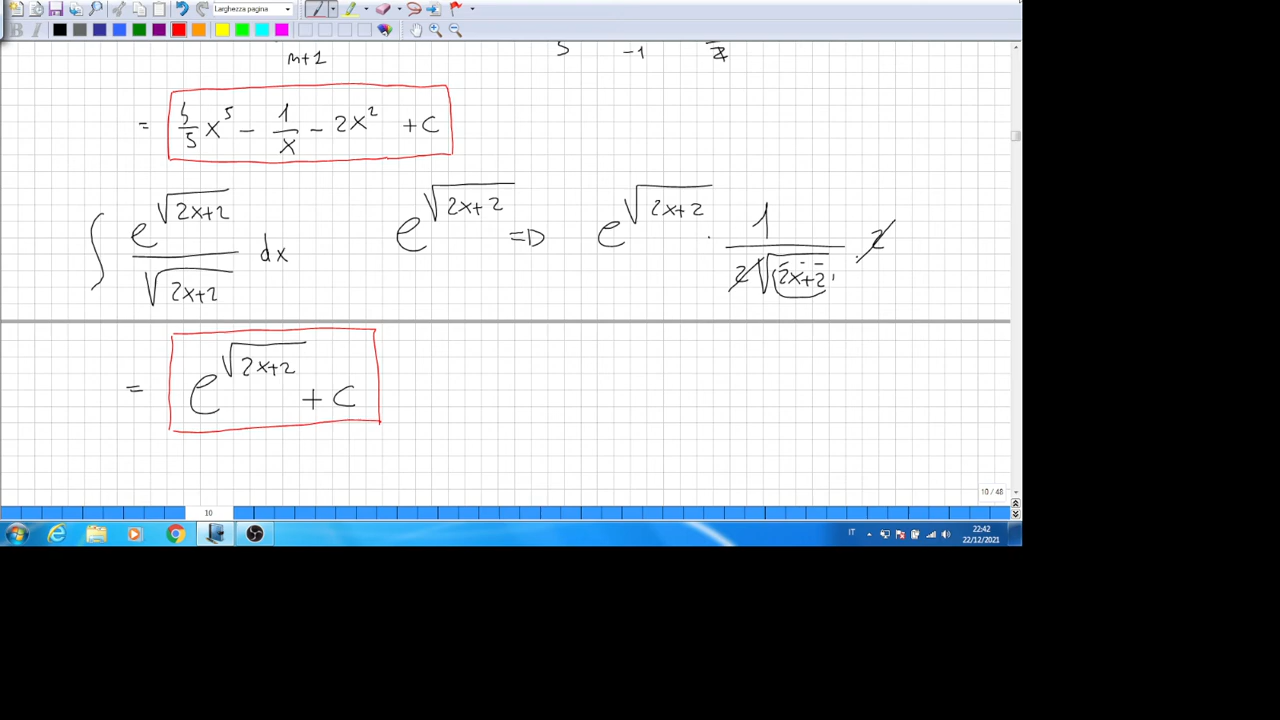 Larghezza pagina
m+1 5 -1
= 5/5 x^5 - 1/x - 2x^2 + c
∫ e^√(2x+2) / √(2x+2) dx e^√(2x+2) => e^√(2x+2) · 1 / 2√(2x+2) · 2
= e^√(2x+2) + c
10 / 48
10
IT 22:42
22/12/2021